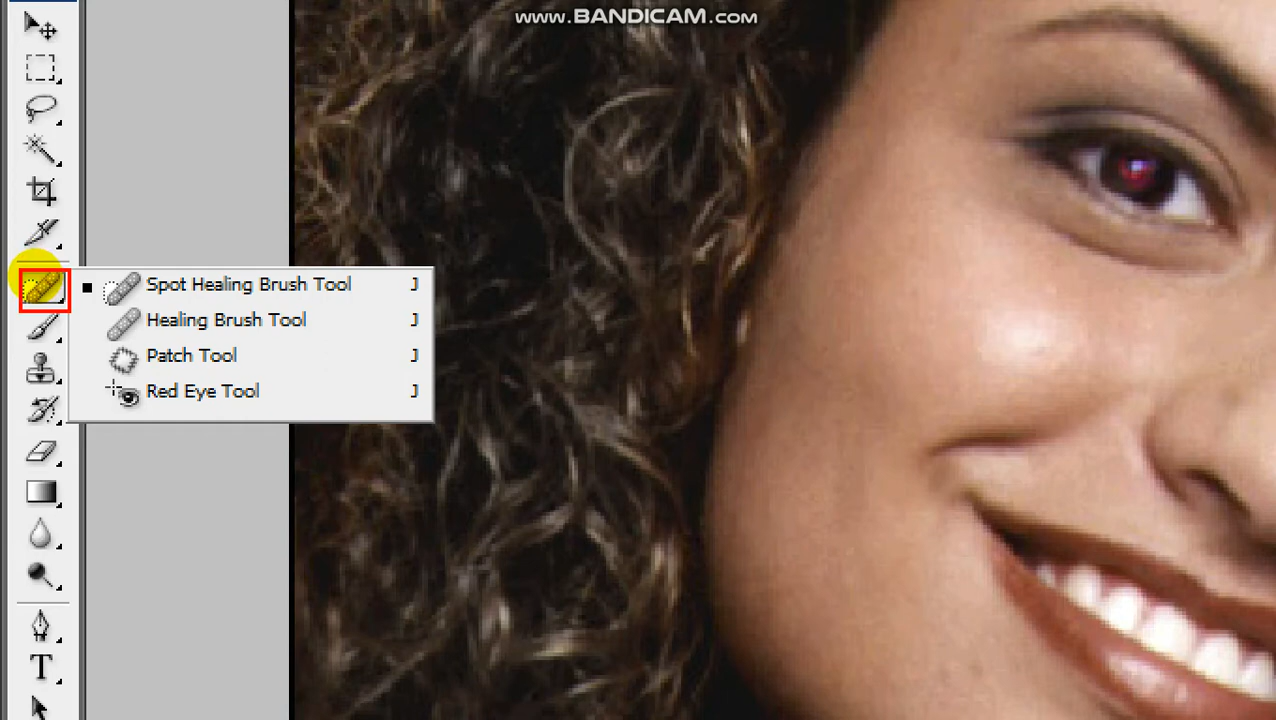 www.BANDICAM.com
Spot Healing Brush Tool J
Healing Brush Tool J
Patch Tool J
Red Eye Tool J
T